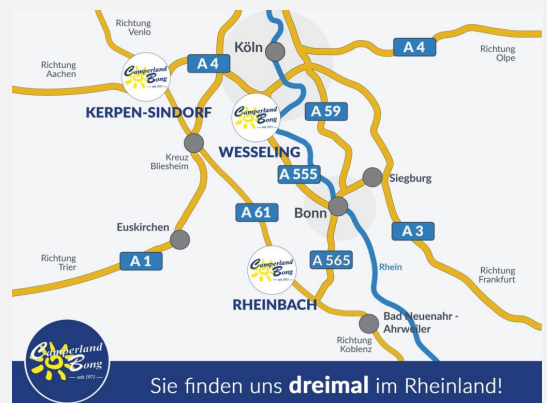 Richtung
Venlo
Köln
A 4
A 4
Richtung
Olpe
Richtung
Aachen
Camperland
Bong
seit 1971
KERPEN-SINDORF
A 59
Camperland
Bong
seit 1971
WESSELING
Kreuz
Bliesheim
A 555
Siegburg
A 61
Bonn
Euskirchen
A 3
A 1
A 565
Richtung
Trier
Camperland
Bong
seit 1971
Rhein
Richtung
Frankfurt
RHEINBACH
Bad Neuenahr -
Ahrweiler
Richtung
Koblenz
Camperland
Bong
seit 1971
Sie finden uns dreimal im Rheinland!